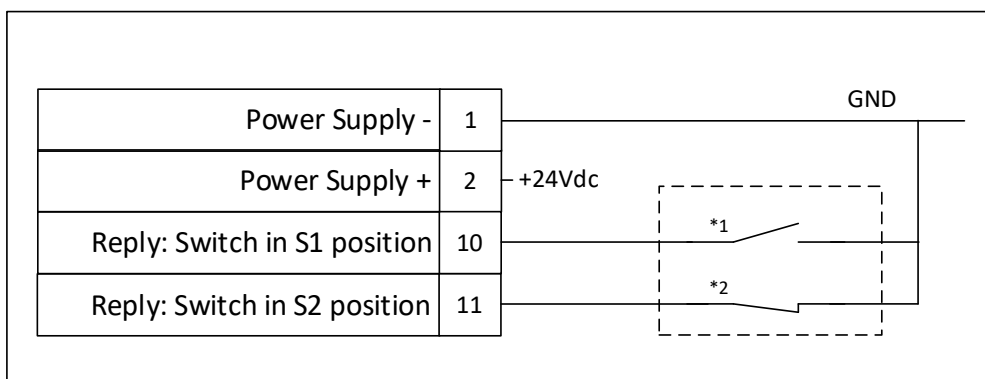 GND
Power Supply - 1
Power Supply + 2 +24Vdc
*1
Reply: Switch in S1 position 10
*2
Reply: Switch in S2 position 11